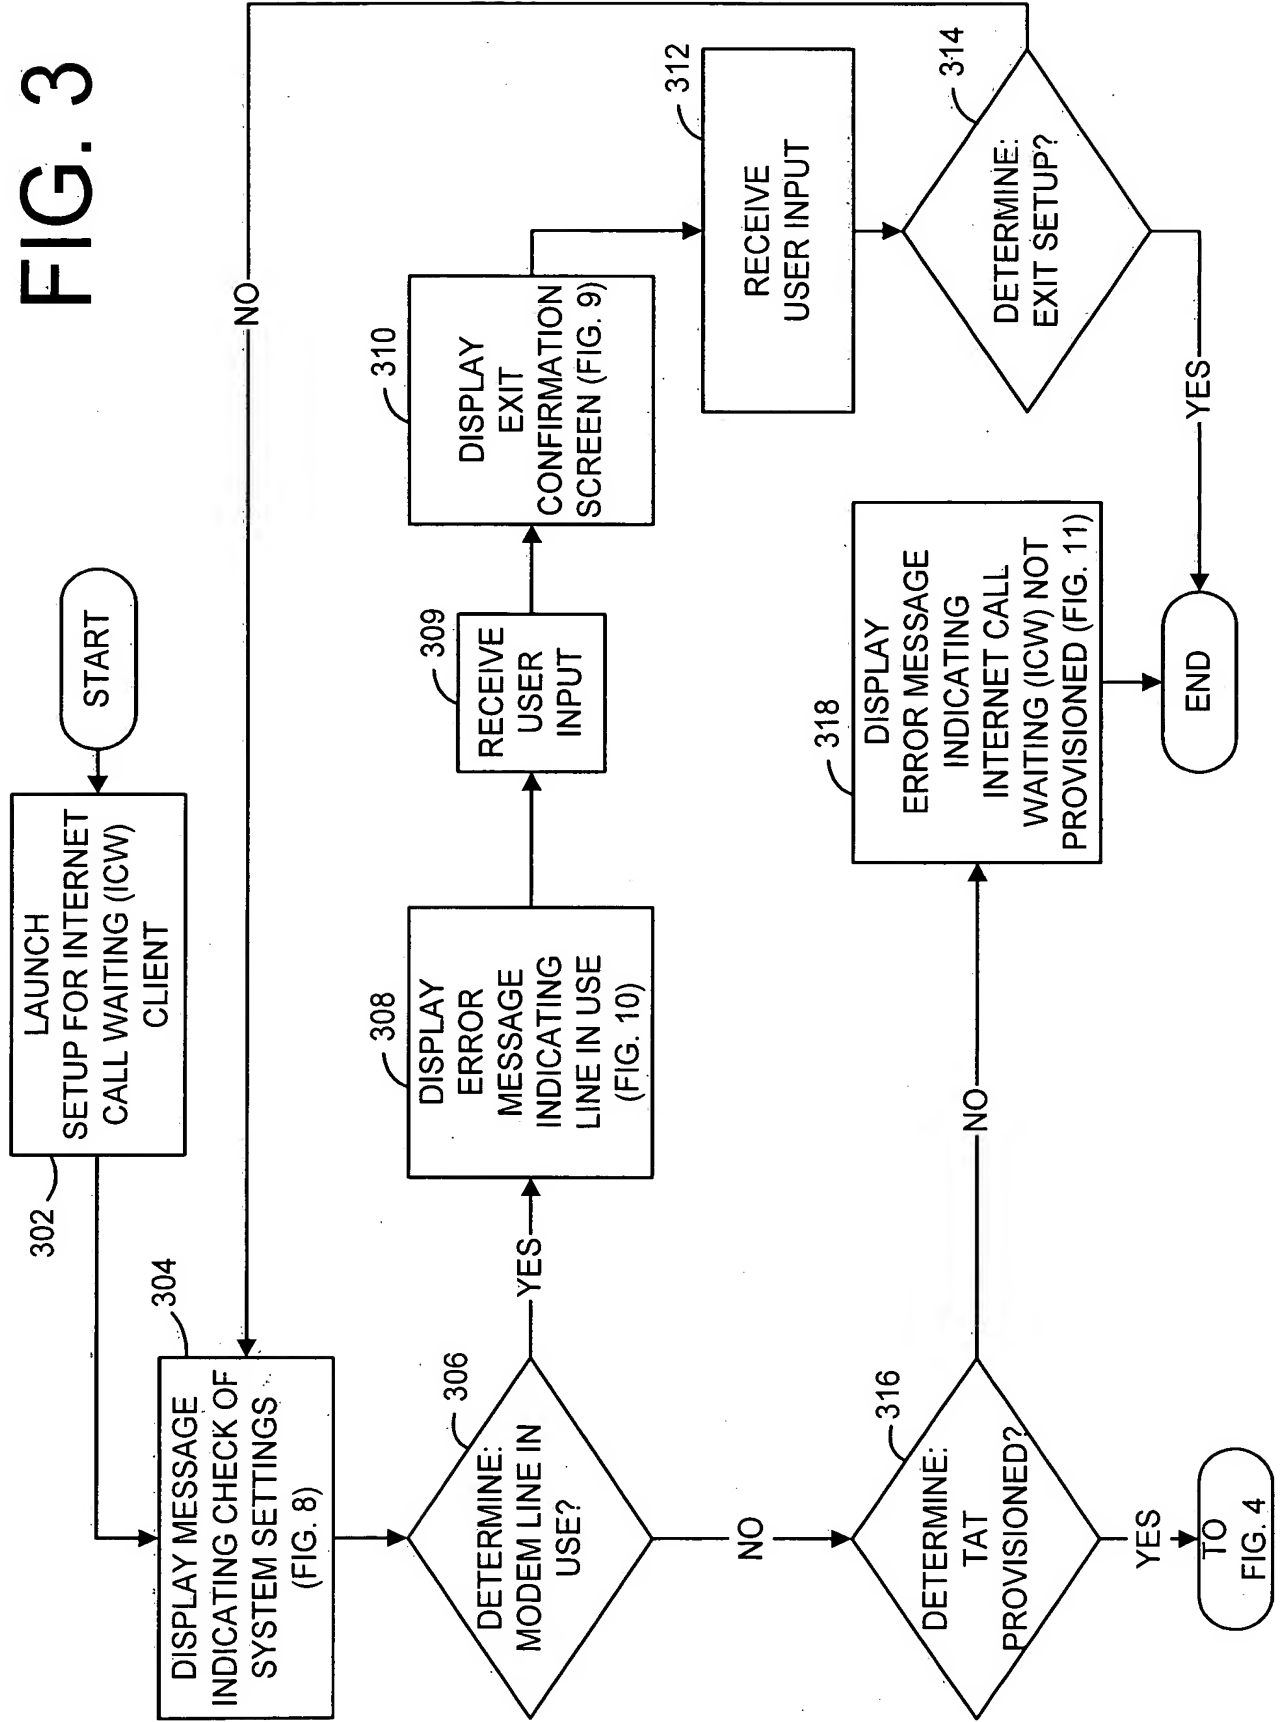 FIG. 3
START
LAUNCH
SETUP FOR INTERNET
CALL WAITING (ICW)
CLIENT
302
304
DISPLAY MESSAGE
INDICATING CHECK OF
SYSTEM SETTINGS
(FIG. 8)
NO
306
DETERMINE:
MODEM LINE IN
USE?
YES
308
DISPLAY
ERROR
MESSAGE
INDICATING
LINE IN USE
(FIG. 10)
309
RECEIVE
USER
INPUT
310
DISPLAY
EXIT
CONFIRMATION
SCREEN (FIG. 9)
312
RECEIVE
USER INPUT
314
DETERMINE:
EXIT SETUP?
YES
NO
316
DETERMINE:
TAT
PROVISIONED?
NO
318
DISPLAY
ERROR MESSAGE
INDICATING
INTERNET CALL
WAITING (ICW) NOT
PROVISIONED (FIG. 11)
END
YES
TO
FIG. 4